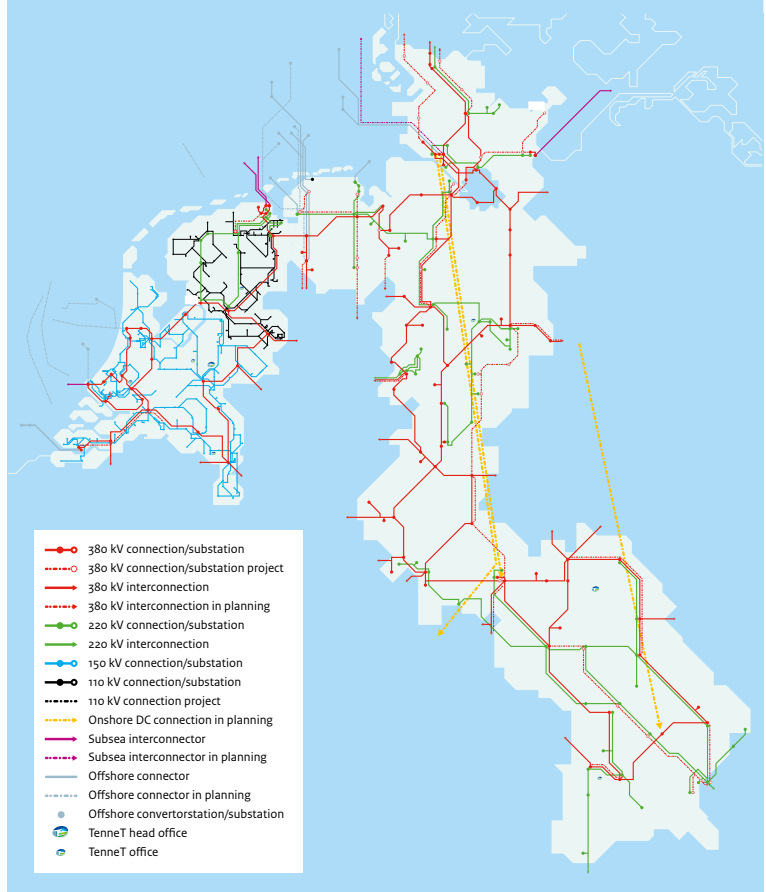 380 kV connection/substation
380 kV connection/substation project
380 kV interconnection
380 kV interconnection in planning
220 kV connection/substation
220 kV interconnection
150 kV connection/substation
110 kV connection/substation
110 kV connection project
Onshore DC connection in planning
Subsea interconnector
Subsea interconnector in planning
Offshore connector
Offshore connector in planning
Offshore convertorstation/substation
TenneT head office
TenneT office